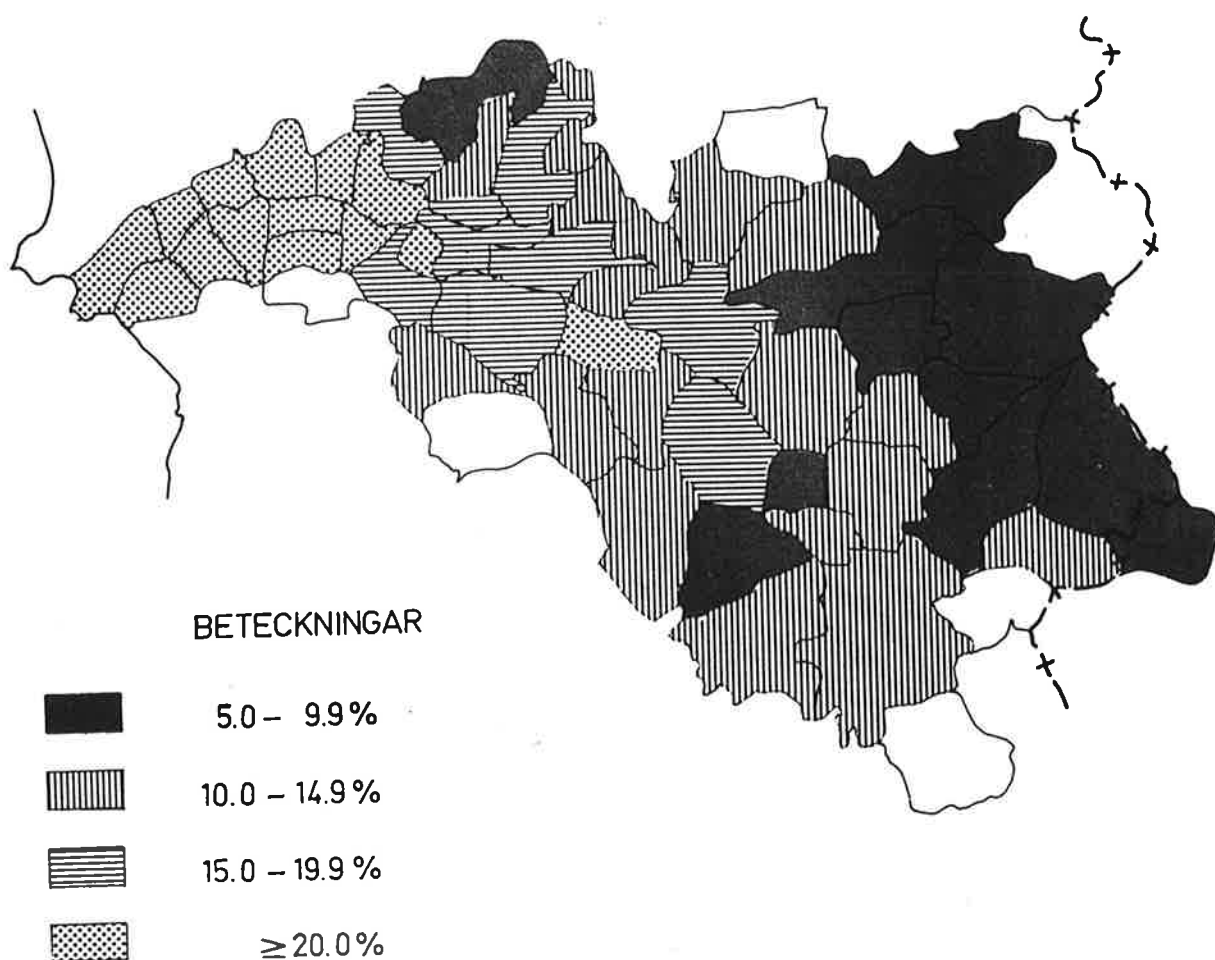 BETECKNINGAR
5.0 – 9.9 %
10.0 – 14.9 %
15.0 – 19.9 %
≥ 20.0 %